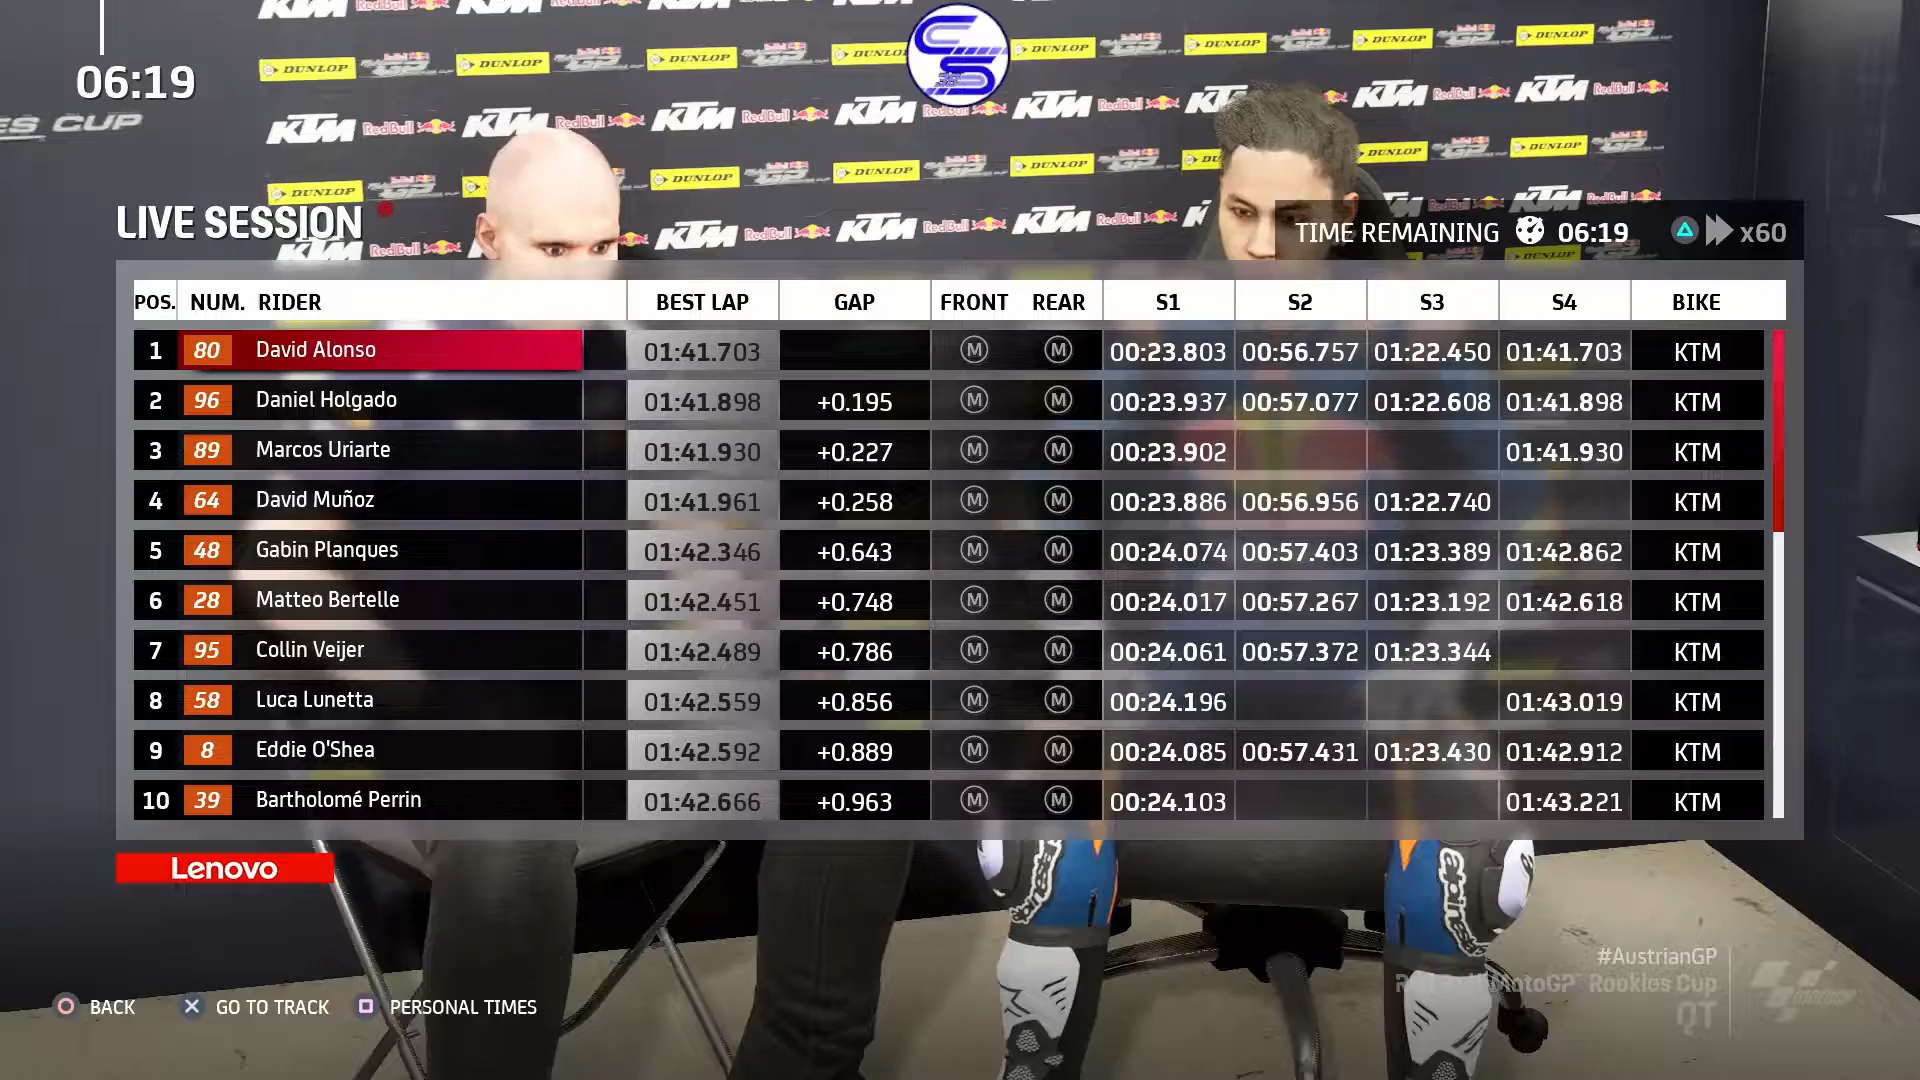 06:19
ES CUP
LIVE SESSION
TIME REMAINING 06:19 x60
POS. NUM. RIDER BEST LAP GAP FRONT REAR S1 S2 S3 S4 BIKE
1 80 David Alonso 01:41.703 M M 00:23.803 00:56.757 01:22.450 01:41.703 KTM
2 96 Daniel Holgado 01:41.898 +0.195 M M 00:23.937 00:57.077 01:22.608 01:41.898 KTM
3 89 Marcos Uriarte 01:41.930 +0.227 M M 00:23.902 01:41.930 KTM
4 64 David Muñoz 01:41.961 +0.258 M M 00:23.886 00:56.956 01:22.740 KTM
5 48 Gabin Planques 01:42.346 +0.643 M M 00:24.074 00:57.403 01:23.389 01:42.862 KTM
6 28 Matteo Bertelle 01:42.451 +0.748 M M 00:24.017 00:57.267 01:23.192 01:42.618 KTM
7 95 Collin Veijer 01:42.489 +0.786 M M 00:24.061 00:57.372 01:23.344 KTM
8 58 Luca Lunetta 01:42.559 +0.856 M M 00:24.196 01:43.019 KTM
9 8 Eddie O'Shea 01:42.592 +0.889 M M 00:24.085 00:57.431 01:23.430 01:42.912 KTM
10 39 Bartholomé Perrin 01:42.666 +0.963 M M 00:24.103 01:43.221 KTM
Lenovo
#AustrianGP
Red Bull MotoGP Rookies Cup
QT
BACK GO TO TRACK PERSONAL TIMES
KTM Red Bull
DUNLOP
alpinestars